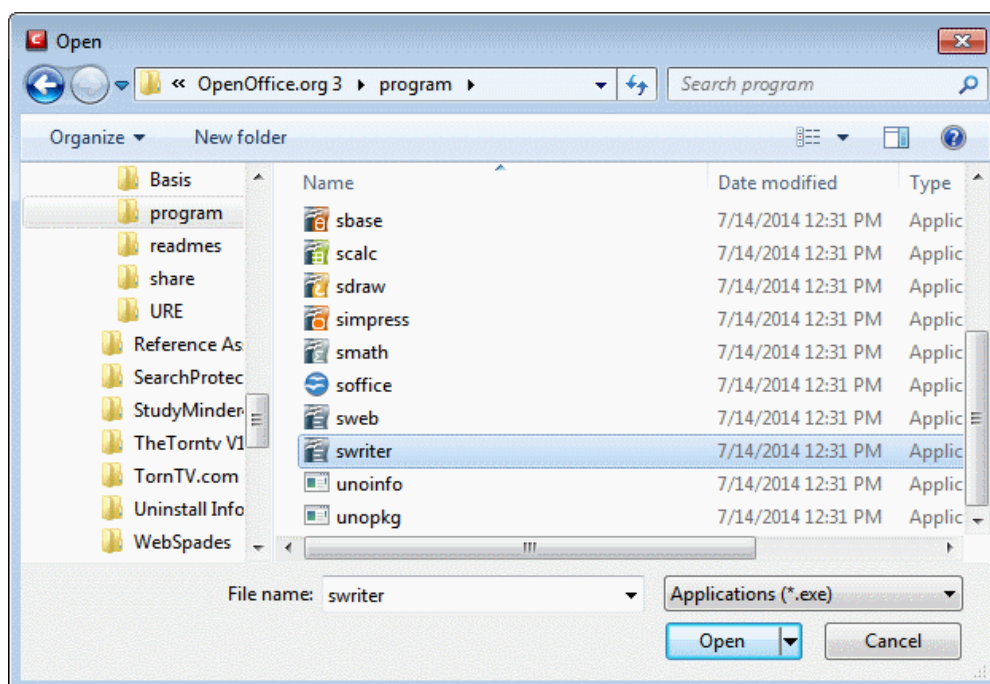 Open
« OpenOffice.org 3 program Search program
Organize New folder
Basis
program
readmes
share
URE
Reference As
SearchProtec
StudyMinder
TheTorntv V1
TornTV.com
Uninstall Info
WebSpades
Name Date modified Type
sbase 7/14/2014 12:31 PM Applic
scalc 7/14/2014 12:31 PM Applic
sdraw 7/14/2014 12:31 PM Applic
simpress 7/14/2014 12:31 PM Applic
smath 7/14/2014 12:31 PM Applic
soffice 7/14/2014 12:31 PM Applic
sweb 7/14/2014 12:31 PM Applic
swriter 7/14/2014 12:31 PM Applic
unoinfo 7/14/2014 12:31 PM Applic
unopkg 7/14/2014 12:31 PM Applic
File name: swriter Applications (*.exe)
Open Cancel